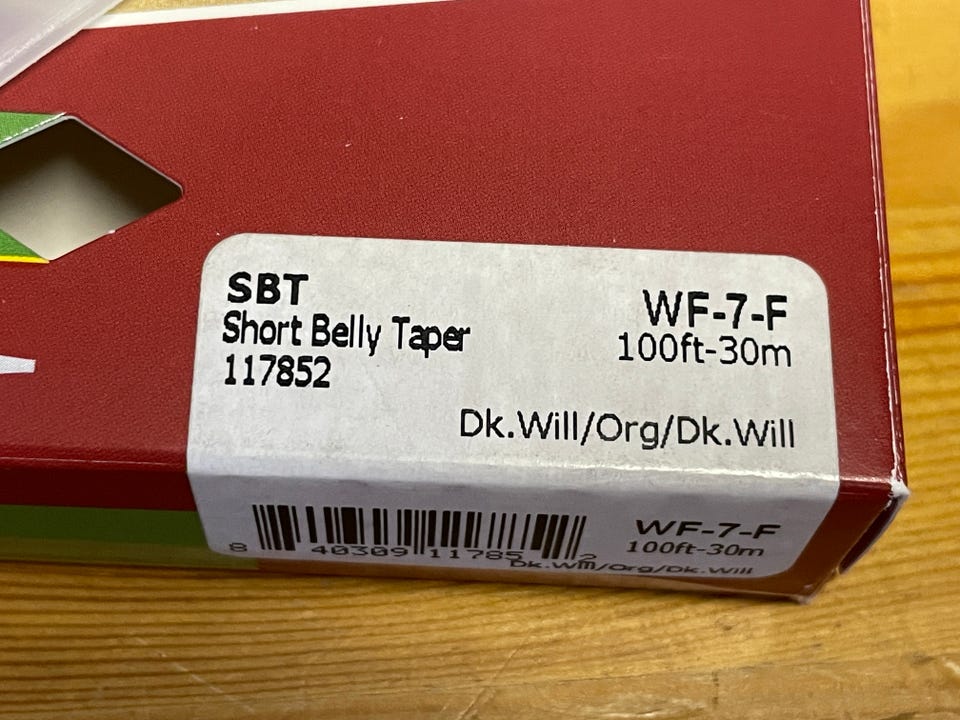 SBT
Short Belly Taper
117852
WF-7-F
100ft-30m
Dk.Will/Org/Dk.Will
8 40309 11785 2
WF-7-F
100ft-30m
Dk.Will/Org/Dk.Will